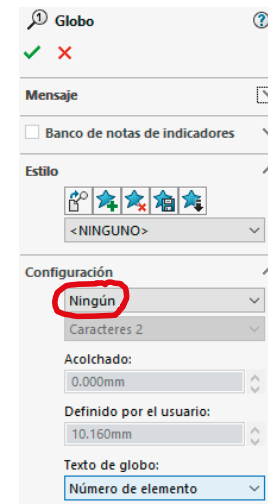 1 Globo ?
Mensaje
Banco de notas de indicadores
Estilo
<NINGUNO>
Configuración
Ningún
Caracteres 2
Acolchado:
0.000mm
Definido por el usuario:
10.160mm
Texto de globo:
Número de elemento